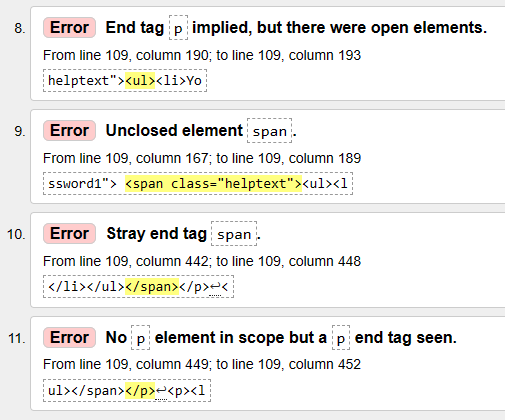 8. Error End tag p implied, but there were open elements.
From line 109, column 190; to line 109, column 193
helptext"><ul><li>Yo
9. Error Unclosed element span.
From line 109, column 167; to line 109, column 189
ssword1"> <span class="helptext"><ul><l
10. Error Stray end tag span.
From line 109, column 442; to line 109, column 448
</li></ul></span></p>↩<
11. Error No p element in scope but a p end tag seen.
From line 109, column 449; to line 109, column 452
ul></span></p>↩<p><l